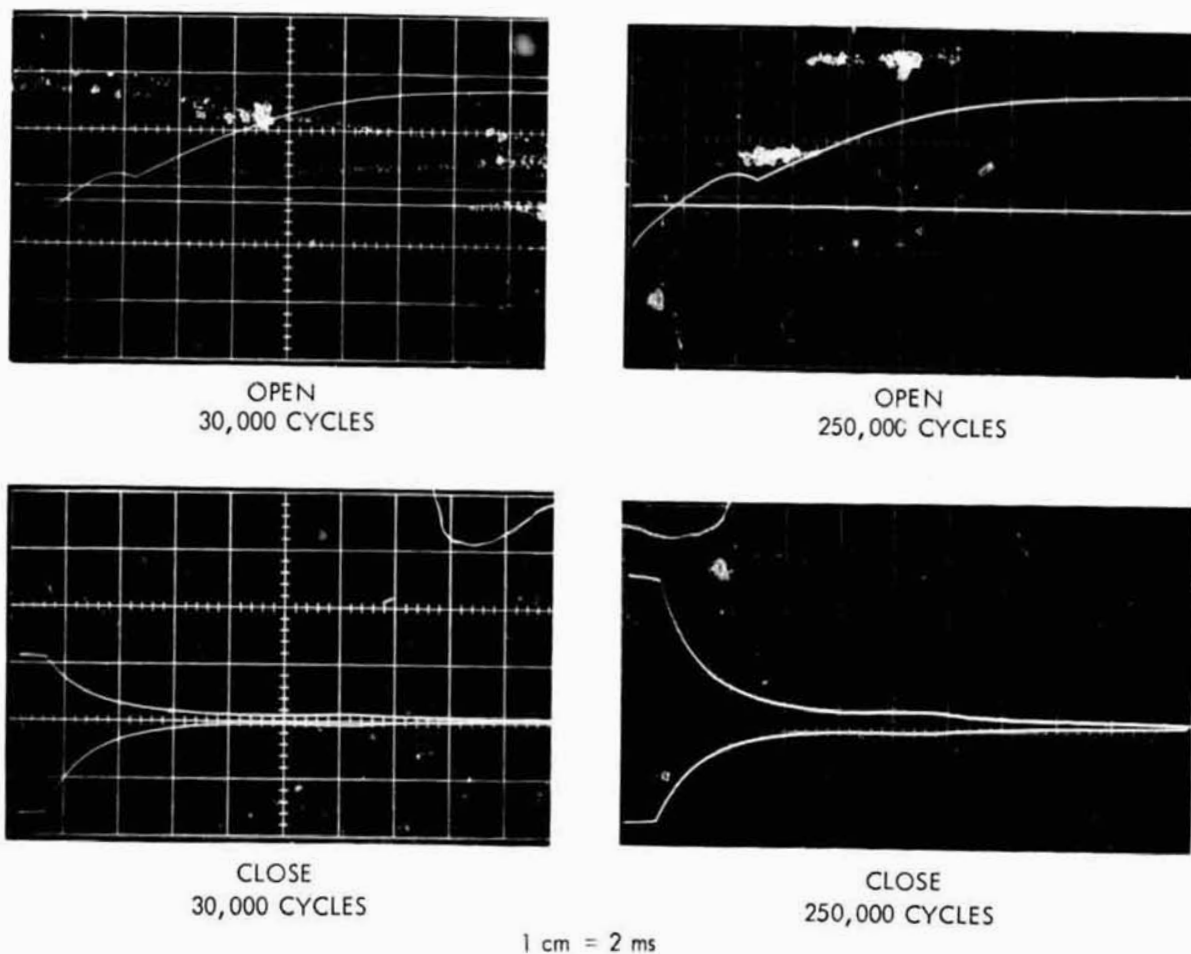 OPEN
30,000 CYCLES
OPEN
250,000 CYCLES
CLOSE
30,000 CYCLES
CLOSE
250,000 CYCLES
1 cm = 2 ms